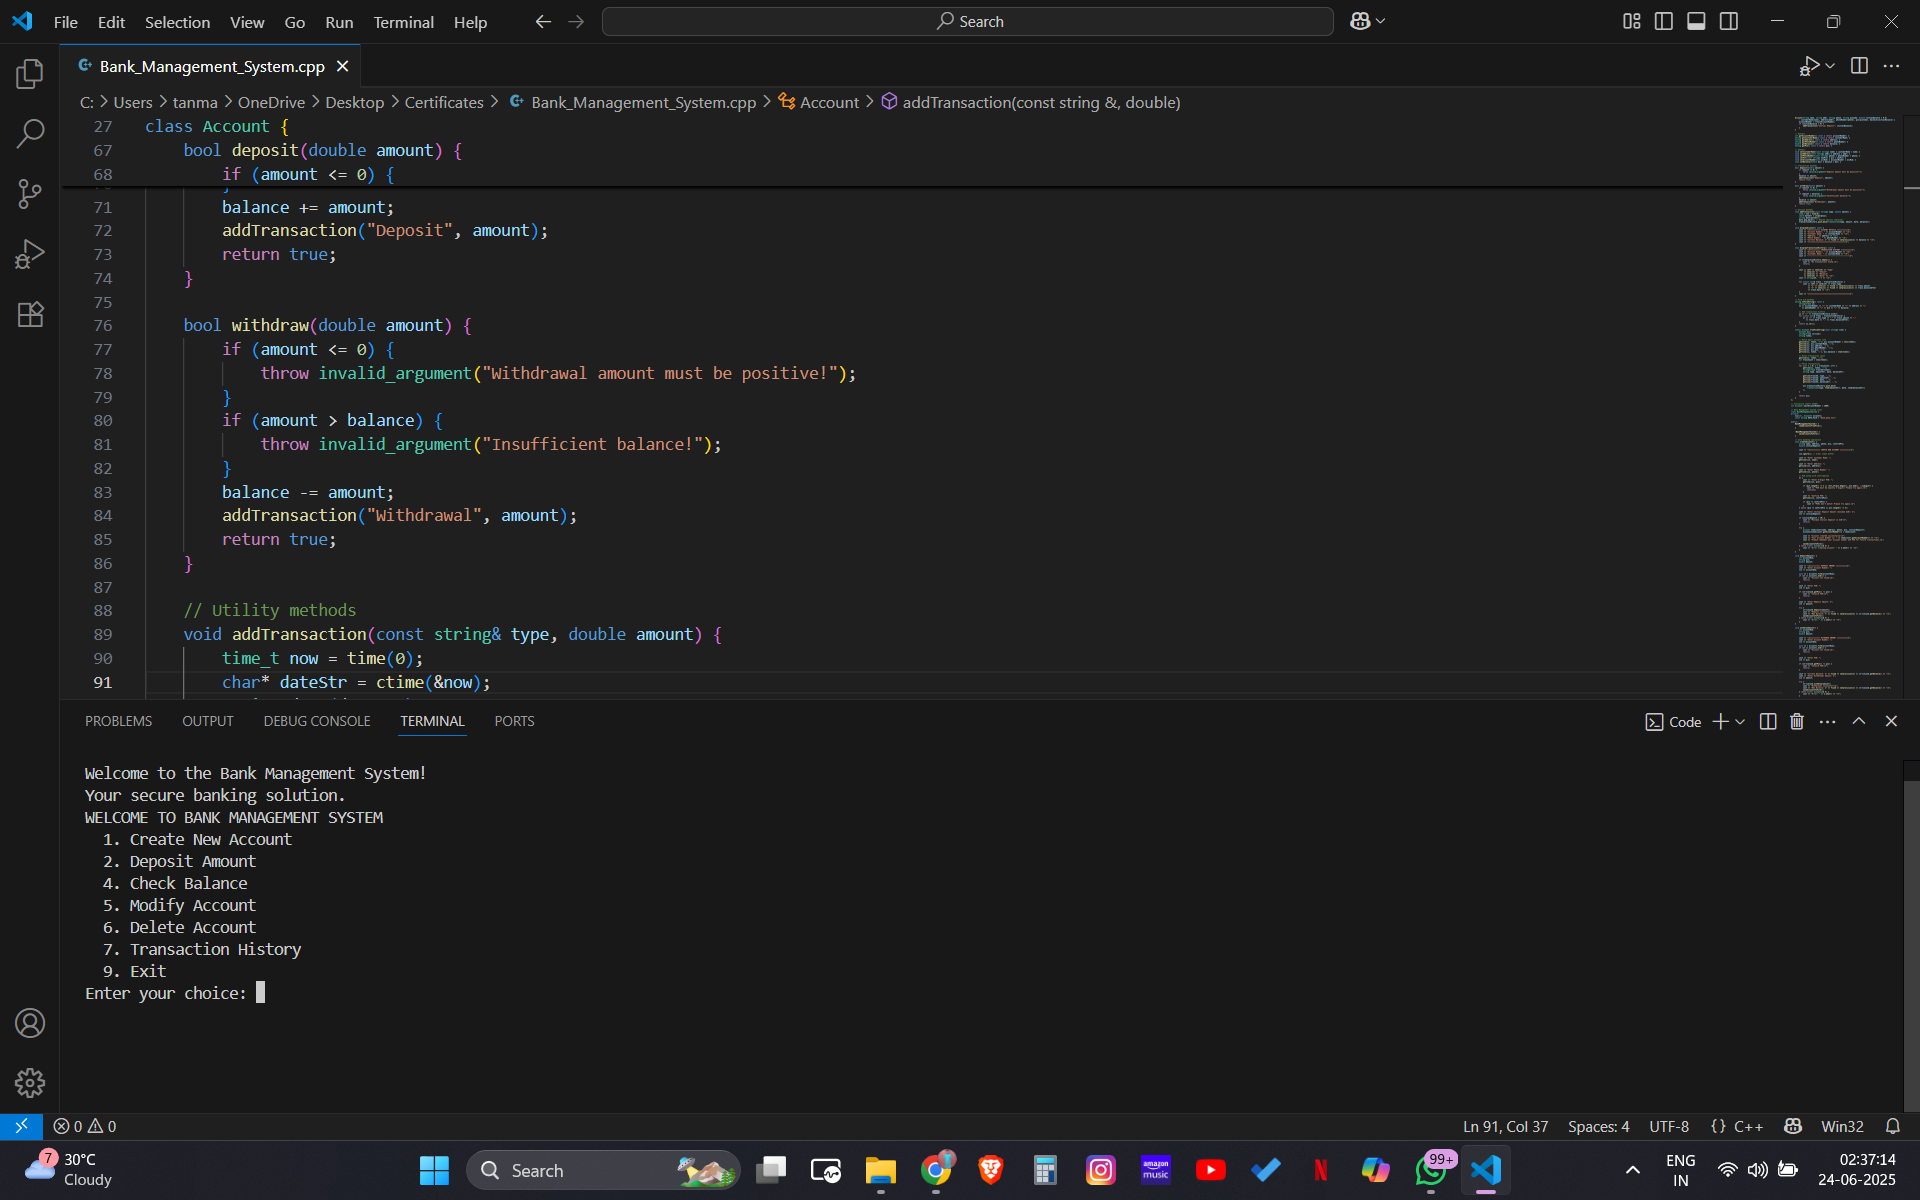 File Edit Selection View Go Run Terminal Help
Search
Bank_Management_System.cpp
C: > Users > tanma > OneDrive > Desktop > Certificates > Bank_Management_System.cpp > Account > addTransaction(const string &, double)
27 class Account {
67 bool deposit(double amount) {
68 if (amount <= 0) {
71 balance += amount;
72 addTransaction("Deposit", amount);
73 return true;
74 }
75
76 bool withdraw(double amount) {
77 if (amount <= 0) {
78 throw invalid_argument("Withdrawal amount must be positive!");
79 }
80 if (amount > balance) {
81 throw invalid_argument("Insufficient balance!");
82 }
83 balance -= amount;
84 addTransaction("Withdrawal", amount);
85 return true;
86 }
87
88 // Utility methods
89 void addTransaction(const string& type, double amount) {
90 time_t now = time(0);
91 char* dateStr = ctime(&now);
PROBLEMS OUTPUT DEBUG CONSOLE TERMINAL PORTS
Code
Welcome to the Bank Management System!
Your secure banking solution.
WELCOME TO BANK MANAGEMENT SYSTEM
1. Create New Account
2. Deposit Amount
4. Check Balance
5. Modify Account
6. Delete Account
7. Transaction History
9. Exit
Enter your choice:
0 0
Ln 91, Col 37 Spaces: 4 UTF-8 {} C++ Win32
7
30°C
Cloudy
Search
amazon music
N
99+
ENG
IN
02:37:14
24-06-2025